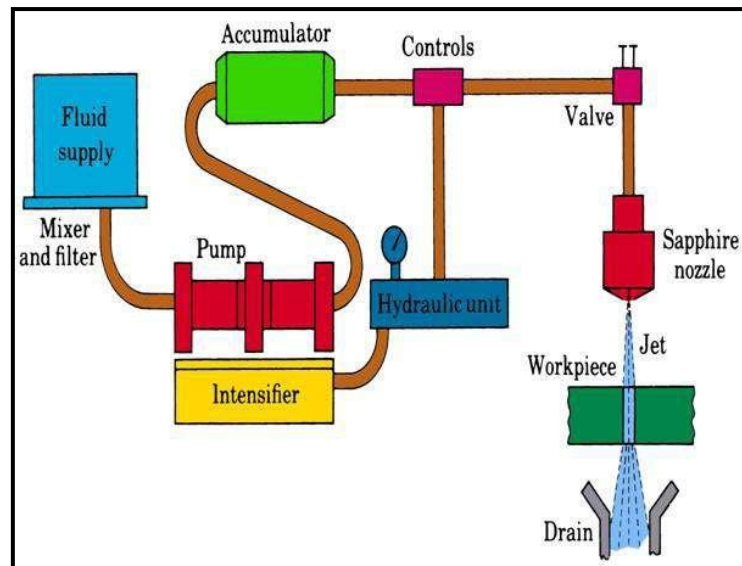 Accumulator
Controls
Fluid
supply
Valve
Mixer
and filter
Pump
Sapphire
nozzle
Hydraulic unit
Jet
Workpiece
Intensifier
Drain